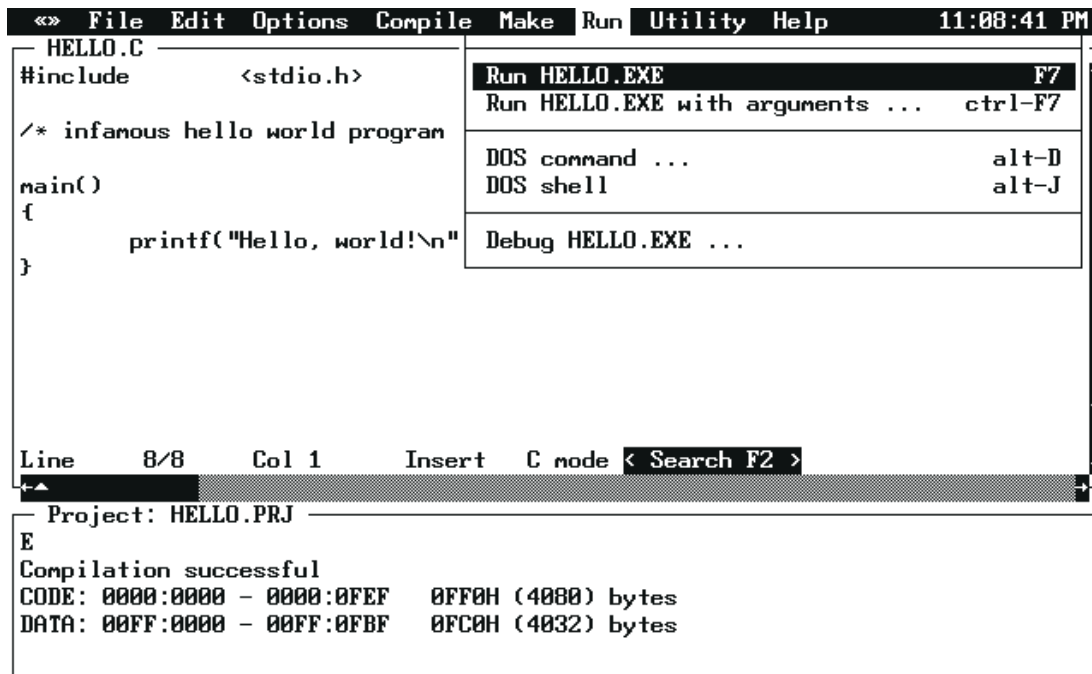 «» File Edit Options Compile Make Run Utility Help 11:08:41 PM
HELLO.C
#include <stdio.h>
/* infamous hello world program
main()
{
printf("Hello, world!\n"
}
Run HELLO.EXE F7
Run HELLO.EXE with arguments ... ctrl-F7
DOS command ... alt-D
DOS shell alt-J
Debug HELLO.EXE ...
Line 8/8 Col 1 Insert C mode < Search F2 >
Project: HELLO.PRJ
E
Compilation successful
CODE: 0000:0000 - 0000:0FEF 0FF0H (4080) bytes
DATA: 00FF:0000 - 00FF:0FBF 0FC0H (4032) bytes